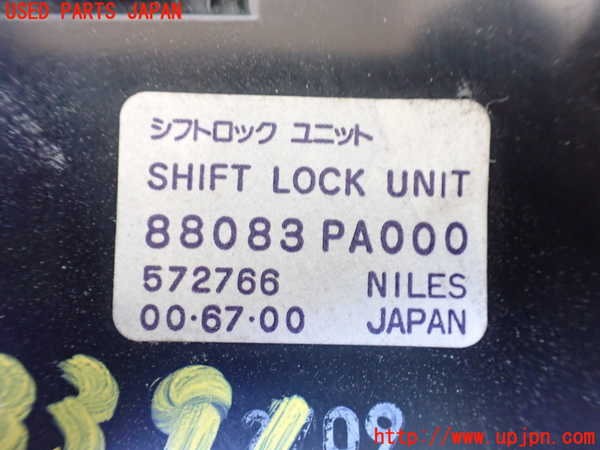 USED PARTS JAPAN
シフトロック ユニット
SHIFT LOCK UNIT
88083 PA000
572766 NILES
00·67·00 JAPAN
09
http://www.upjpn.com/